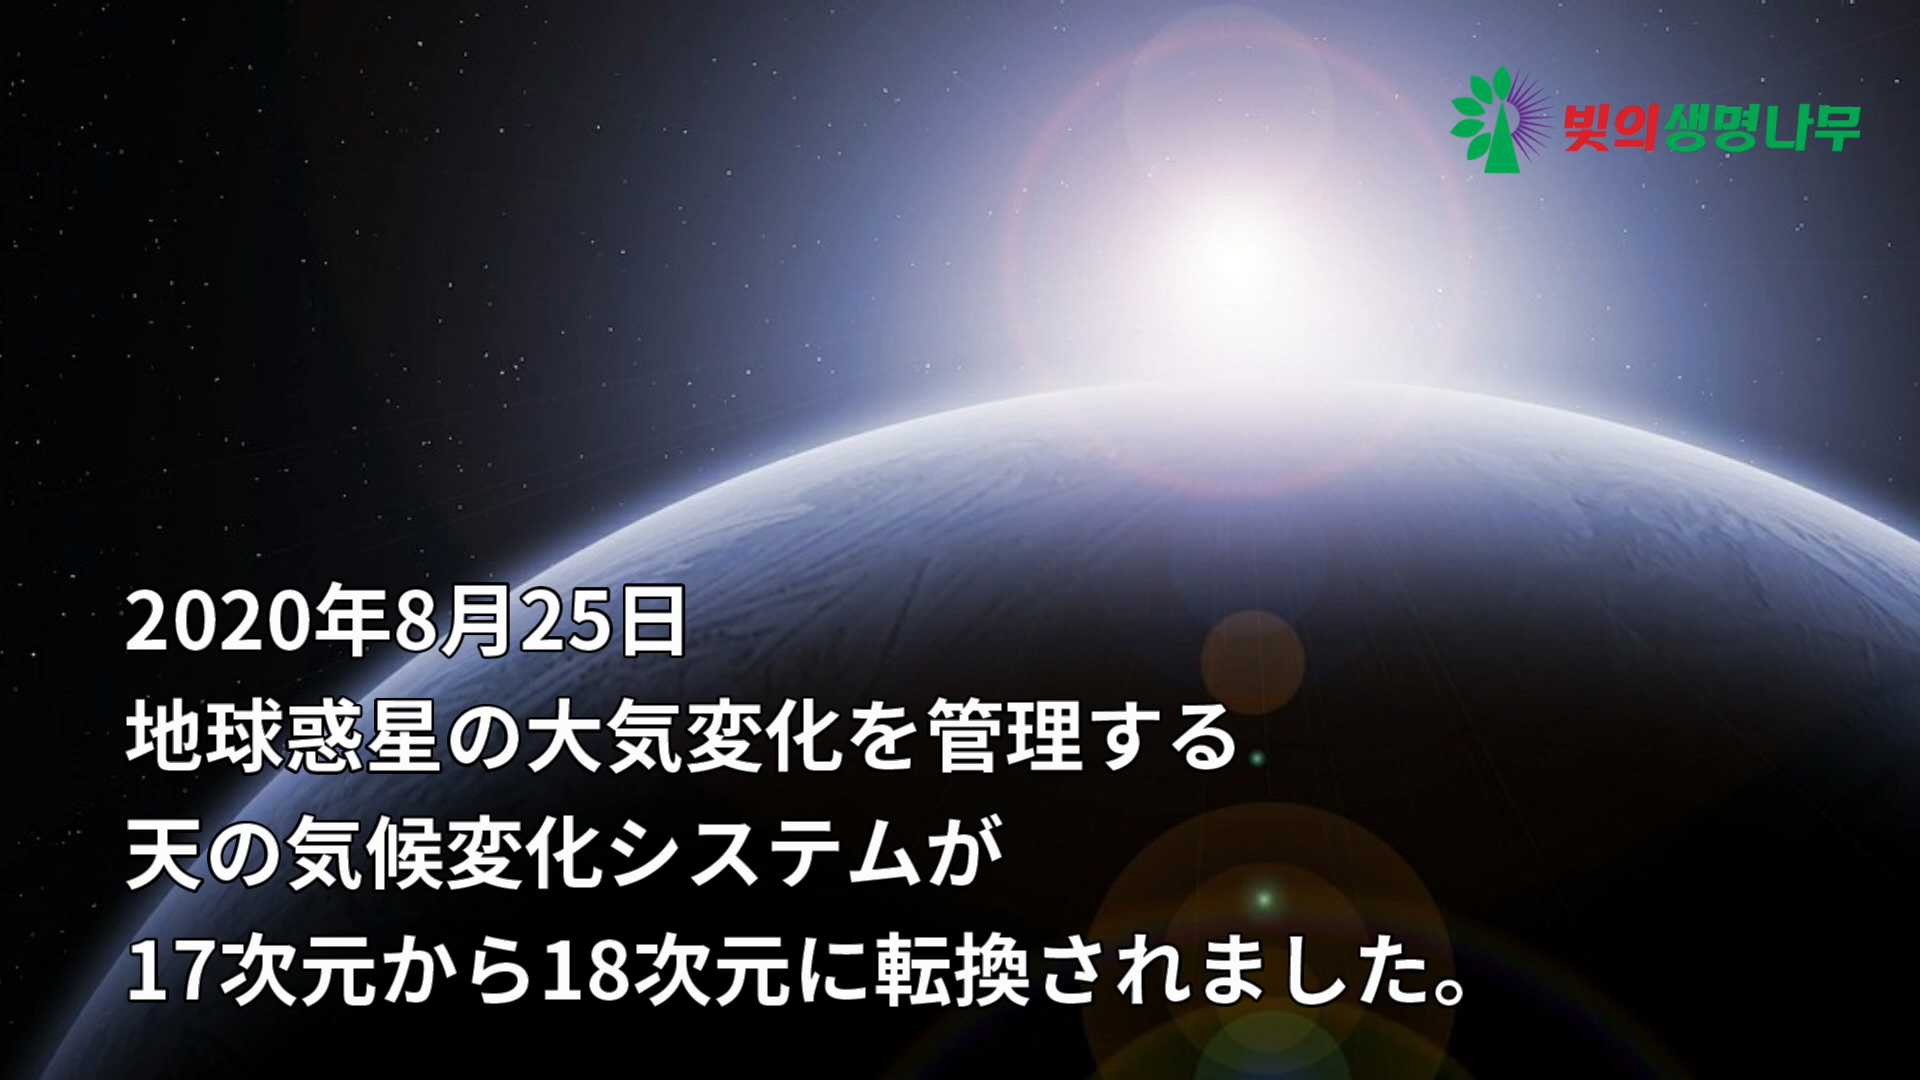 빛의생명나무
2020年8月25日
地球惑星の大気変化を管理する
天の気候変化システムが
17次元から18次元に転換されました。